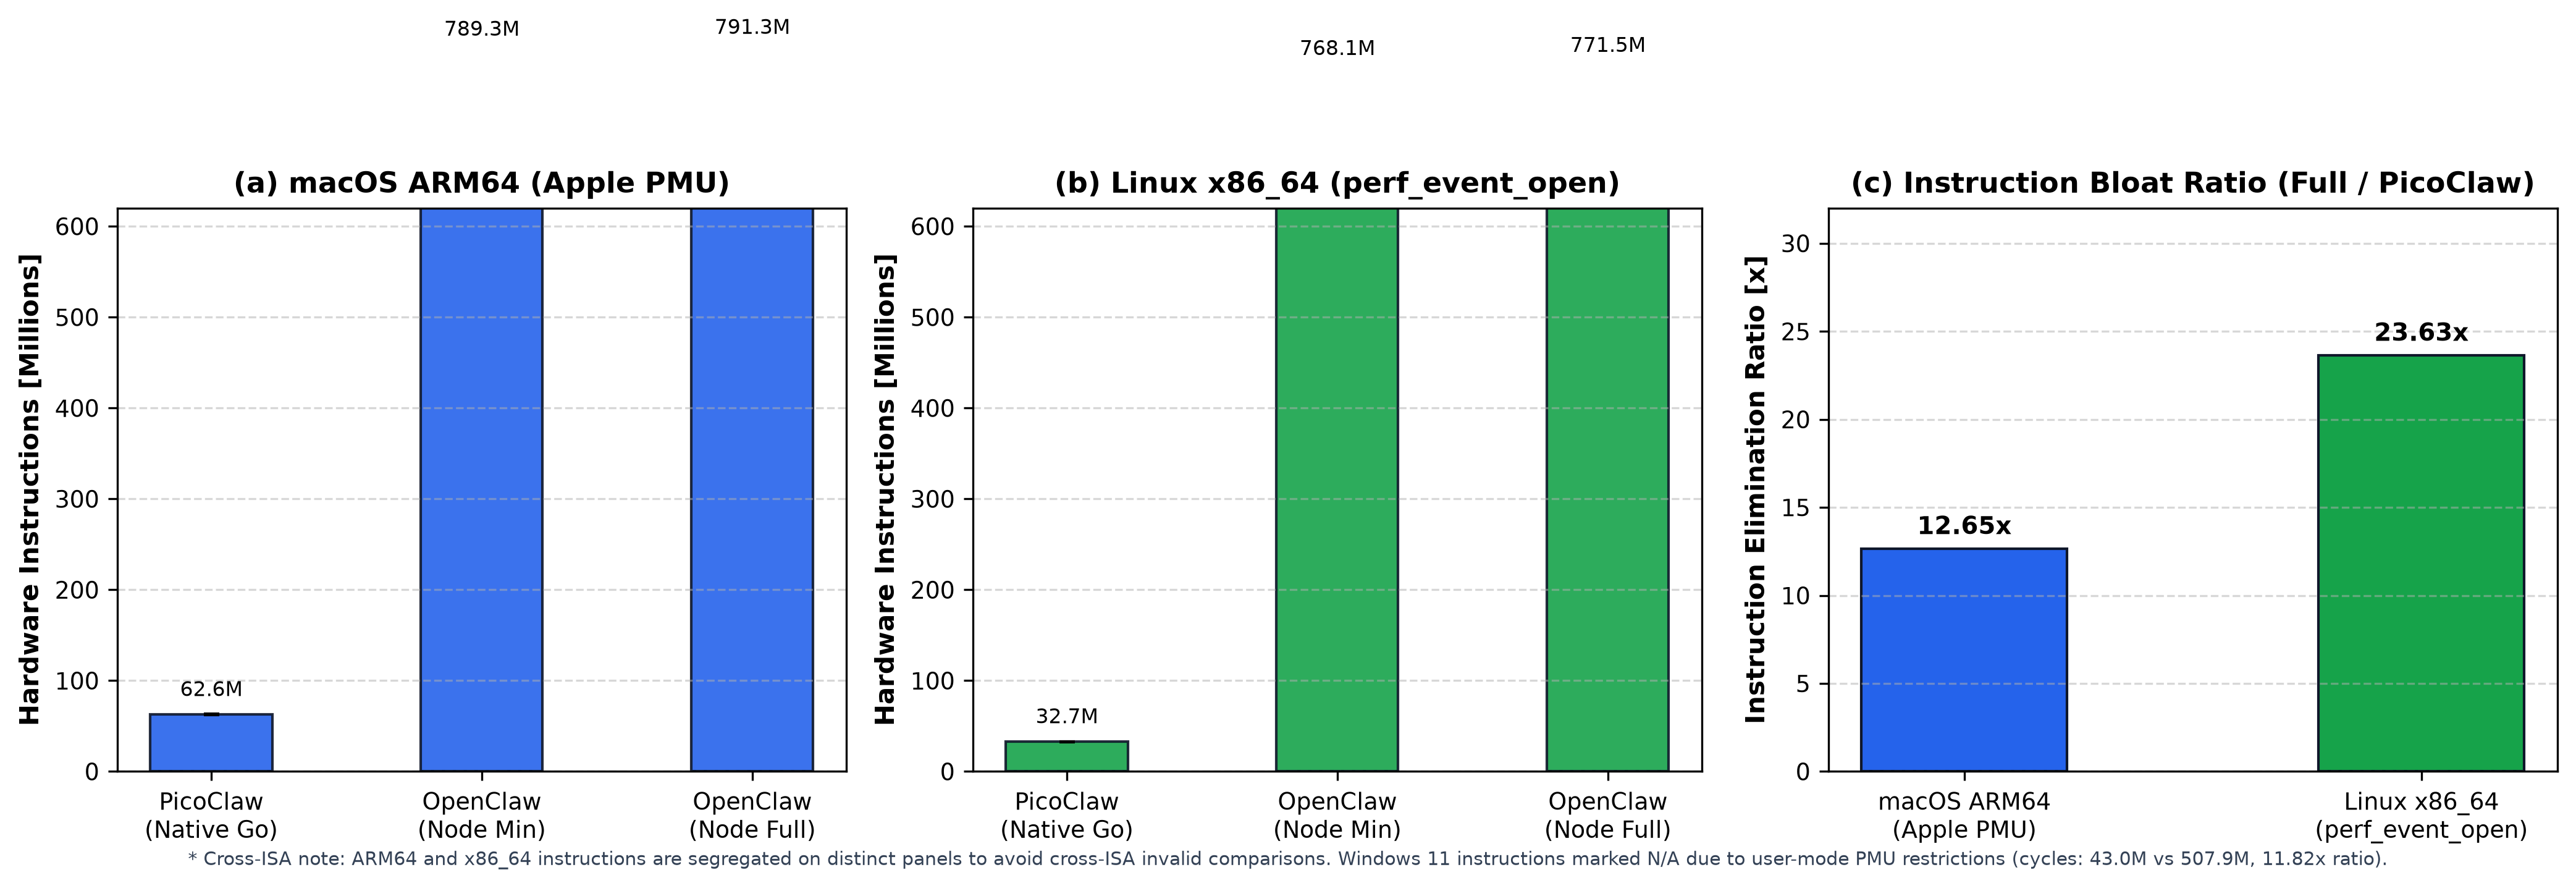 789.3M
791.3M
768.1M
771.5M
(a) macOS ARM64 (Apple PMU)
Hardware Instructions [Millions]
600
500
400
300
200
100
0
62.6M
PicoClaw
(Native Go)
OpenClaw
(Node Min)
OpenClaw
(Node Full)
(b) Linux x86_64 (perf_event_open)
Hardware Instructions [Millions]
600
500
400
300
200
100
0
32.7M
PicoClaw
(Native Go)
OpenClaw
(Node Min)
OpenClaw
(Node Full)
(c) Instruction Bloat Ratio (Full / PicoClaw)
Instruction Elimination Ratio [x]
30
25
20
15
10
5
0
12.65x
23.63x
macOS ARM64
(Apple PMU)
Linux x86_64
(perf_event_open)
* Cross-ISA note: ARM64 and x86_64 instructions are segregated on distinct panels to avoid cross-ISA invalid comparisons. Windows 11 instructions marked N/A due to user-mode PMU restrictions (cycles: 43.0M vs 507.9M, 11.82x ratio).